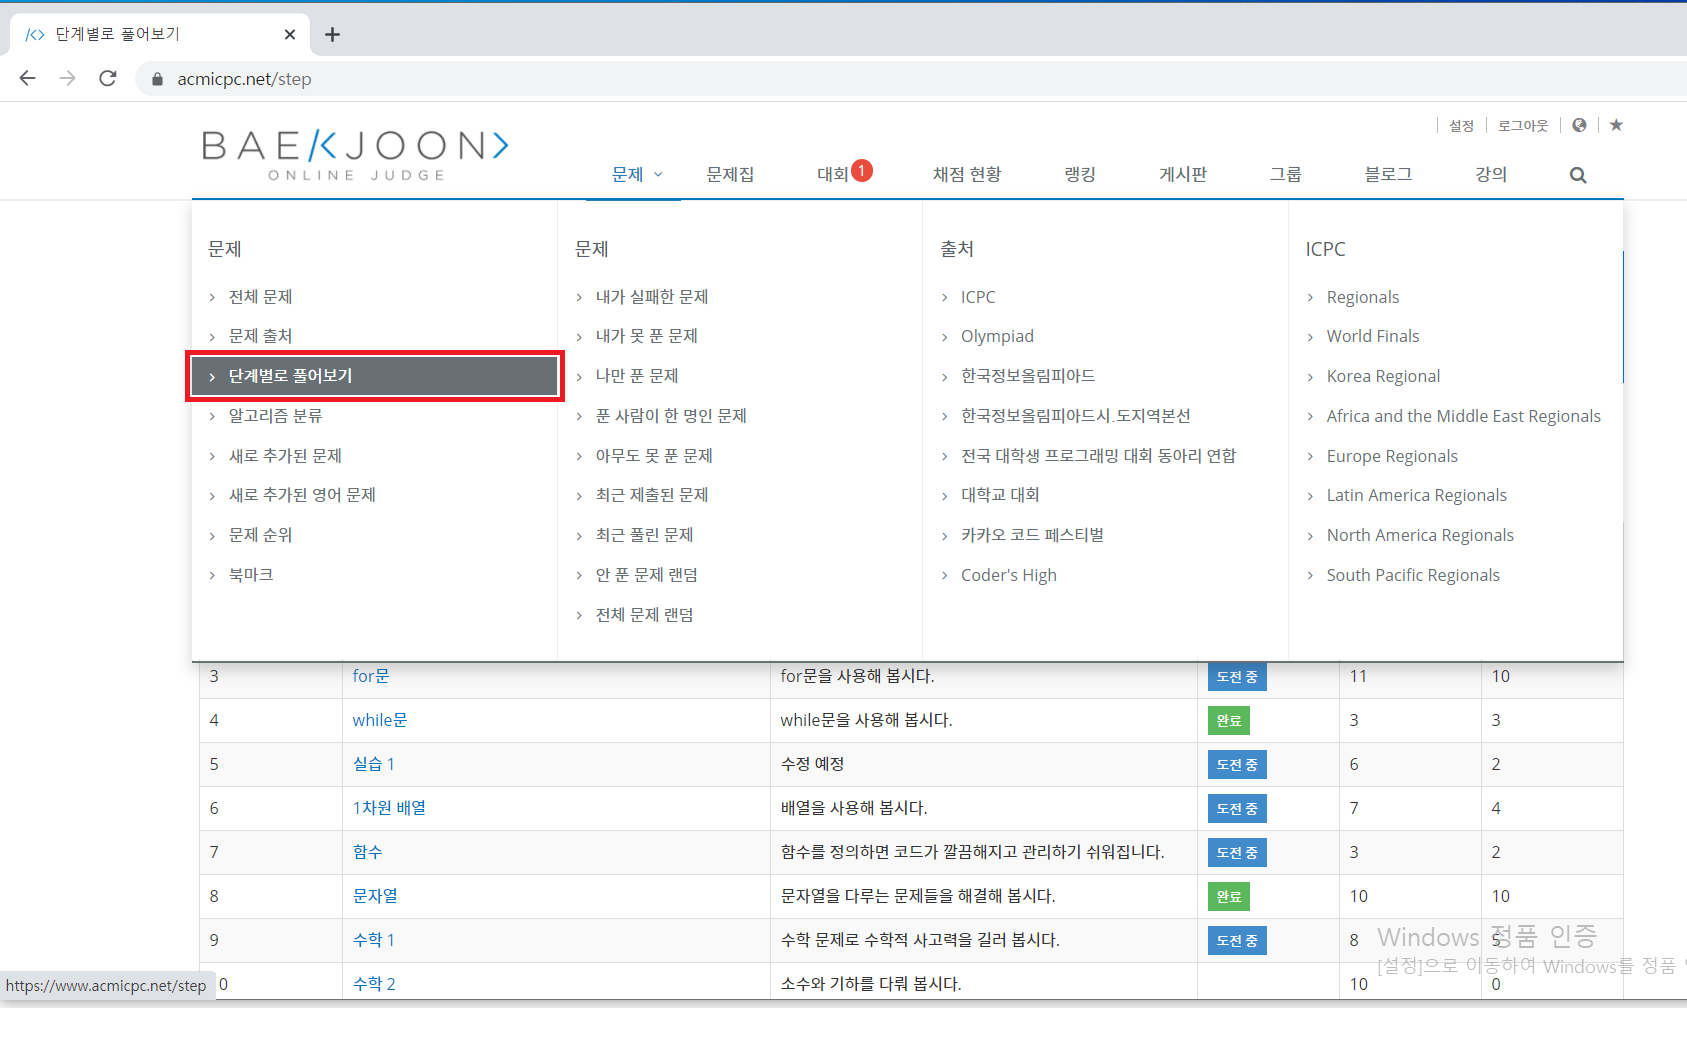 단계별로 풀어보기
acmicpc.net/step
설정 로그아웃
BAEKJOON>
ONLINE JUDGE
문제 문제집 대회 1 채점 현황 랭킹 게시판 그룹 블로그 강의
문제
전체 문제
문제 출처
단계별로 풀어보기
알고리즘 분류
새로 추가된 문제
새로 추가된 영어 문제
문제 순위
북마크
문제
내가 실패한 문제
내가 못 푼 문제
나만 푼 문제
푼 사람이 한 명인 문제
아무도 못 푼 문제
최근 제출된 문제
최근 풀린 문제
안 푼 문제 랜덤
전체 문제 랜덤
출처
ICPC
Olympiad
한국정보올림피아드
한국정보올림피아드시.도지역본선
전국 대학생 프로그래밍 대회 동아리 연합
대학교 대회
카카오 코드 페스티벌
Coder's High
ICPC
Regionals
World Finals
Korea Regional
Africa and the Middle East Regionals
Europe Regionals
Latin America Regionals
North America Regionals
South Pacific Regionals
3 for문 for문을 사용해 봅시다. 도전 중 11 10
4 while문 while문을 사용해 봅시다. 완료 3 3
5 실습 1 수정 예정 도전 중 6 2
6 1차원 배열 배열을 사용해 봅시다. 도전 중 7 4
7 함수 함수를 정의하면 코드가 깔끔해지고 관리하기 쉬워집니다. 도전 중 3 2
8 문자열 문자열을 다루는 문제들을 해결해 봅시다. 완료 10 10
9 수학 1 수학 문제로 수학적 사고력을 길러 봅시다. 도전 중 8 5
Windows 정품 인증
[설정]으로 이동하여 Windows를 정품
0 수학 2 소수와 기하를 다뤄 봅시다. 10 0
https://www.acmicpc.net/step